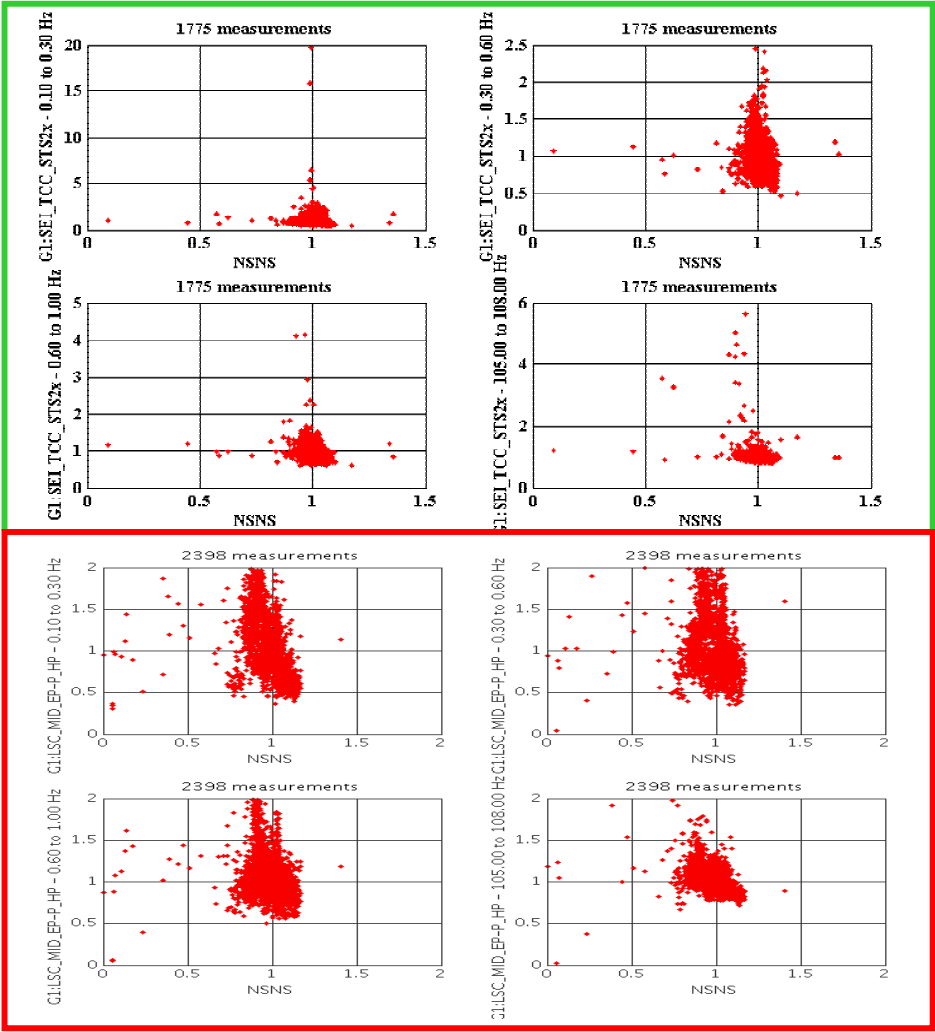 1775 measurements
G1:SEI_TCC_STS2x - 0.10 to 0.30 Hz
20
15
10
5
0
0 0.5 1 1.5
NSNS
1775 measurements
G1:SEI_TCC_STS2x - 0.30 to 0.60 Hz
2.5
2
1.5
1
0.5
0
0 0.5 1 1.5
NSNS
1775 measurements
G1:SEI_TCC_STS2x - 0.60 to 1.00 Hz
5
4
3
2
1
0
0 0.5 1 1.5
NSNS
1775 measurements
G1:SEI_TCC_STS2x - 105.00 to 108.00 Hz
6
4
2
0
0 0.5 1 1.5
NSNS
2398 measurements
G1:LSC_MID_EP-P_HP - 0.10 to 0.30 Hz
2
1.5
1
0.5
0
0 0.5 1 1.5 2
NSNS
2398 measurements
G1:LSC_MID_EP-P_HP - 0.30 to 0.60 Hz
2
1.5
1
0.5
0
0 0.5 1 1.5 2
NSNS
2398 measurements
G1:LSC_MID_EP-P_HP - 0.60 to 1.00 Hz
2
1.5
1
0.5
0
0 0.5 1 1.5 2
NSNS
2398 measurements
G1:LSC_MID_EP-P_HP - 105.00 to 108.00 Hz
2
1.5
1
0.5
0
0 0.5 1 1.5 2
NSNS